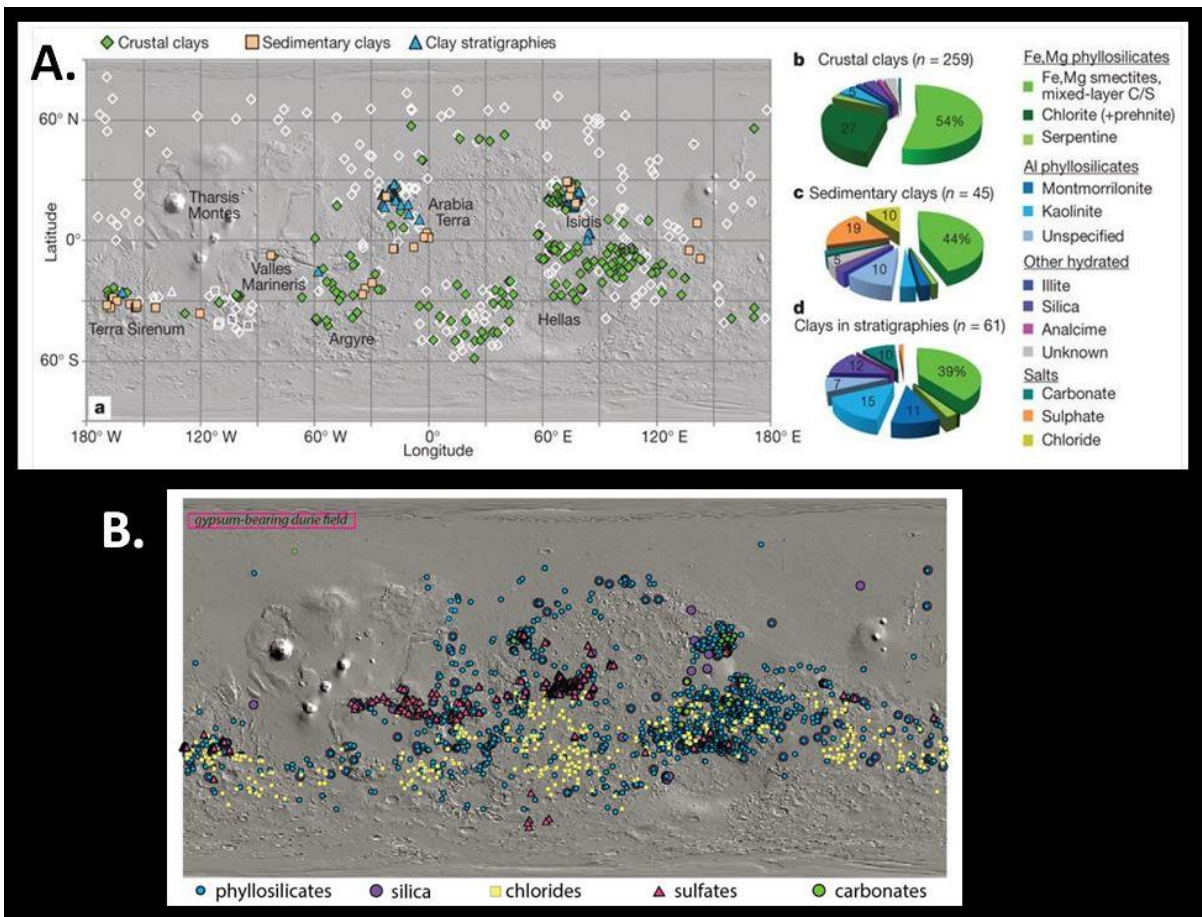 A.
Crustal clays Sedimentary clays Clay stratigraphies
60° N
0°
60° S
Latitude
Tharsis
Montes
Arabia
Terra
Isidis
Valles
Marineris
Terra Sirenum
Argyre
Hellas
a
180° W 120° W 60° W 0° 60° E 120° E 180° E
Longitude
b Crustal clays (n = 259)
5
27
54%
c Sedimentary clays (n = 45)
10
19
5
10
44%
d Clays in stratigraphies (n = 61)
10
12
7
15
11
39%
Fe,Mg phyllosilicates
Fe,Mg smectites,
mixed-layer C/S
Chlorite (+prehnite)
Serpentine
Al phyllosilicates
Montmorrilonite
Kaolinite
Unspecified
Other hydrated
Illite
Silica
Analcime
Unknown
Salts
Carbonate
Sulphate
Chloride
B.
gypsum-bearing dune field
phyllosilicates silica chlorides sulfates carbonates